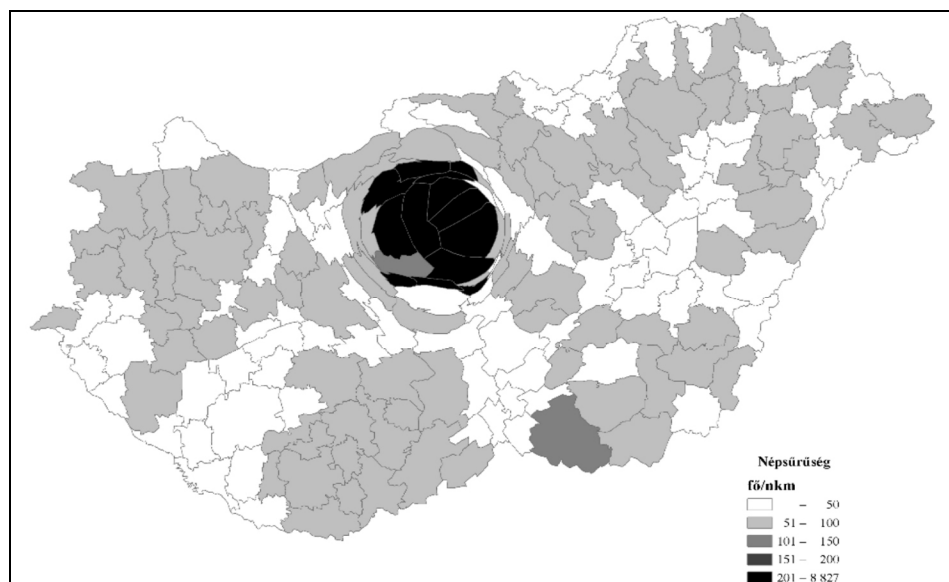 Népsűrűség
fő/nkm
– 50
51 – 100
101 – 150
151 – 200
201 – 8 827